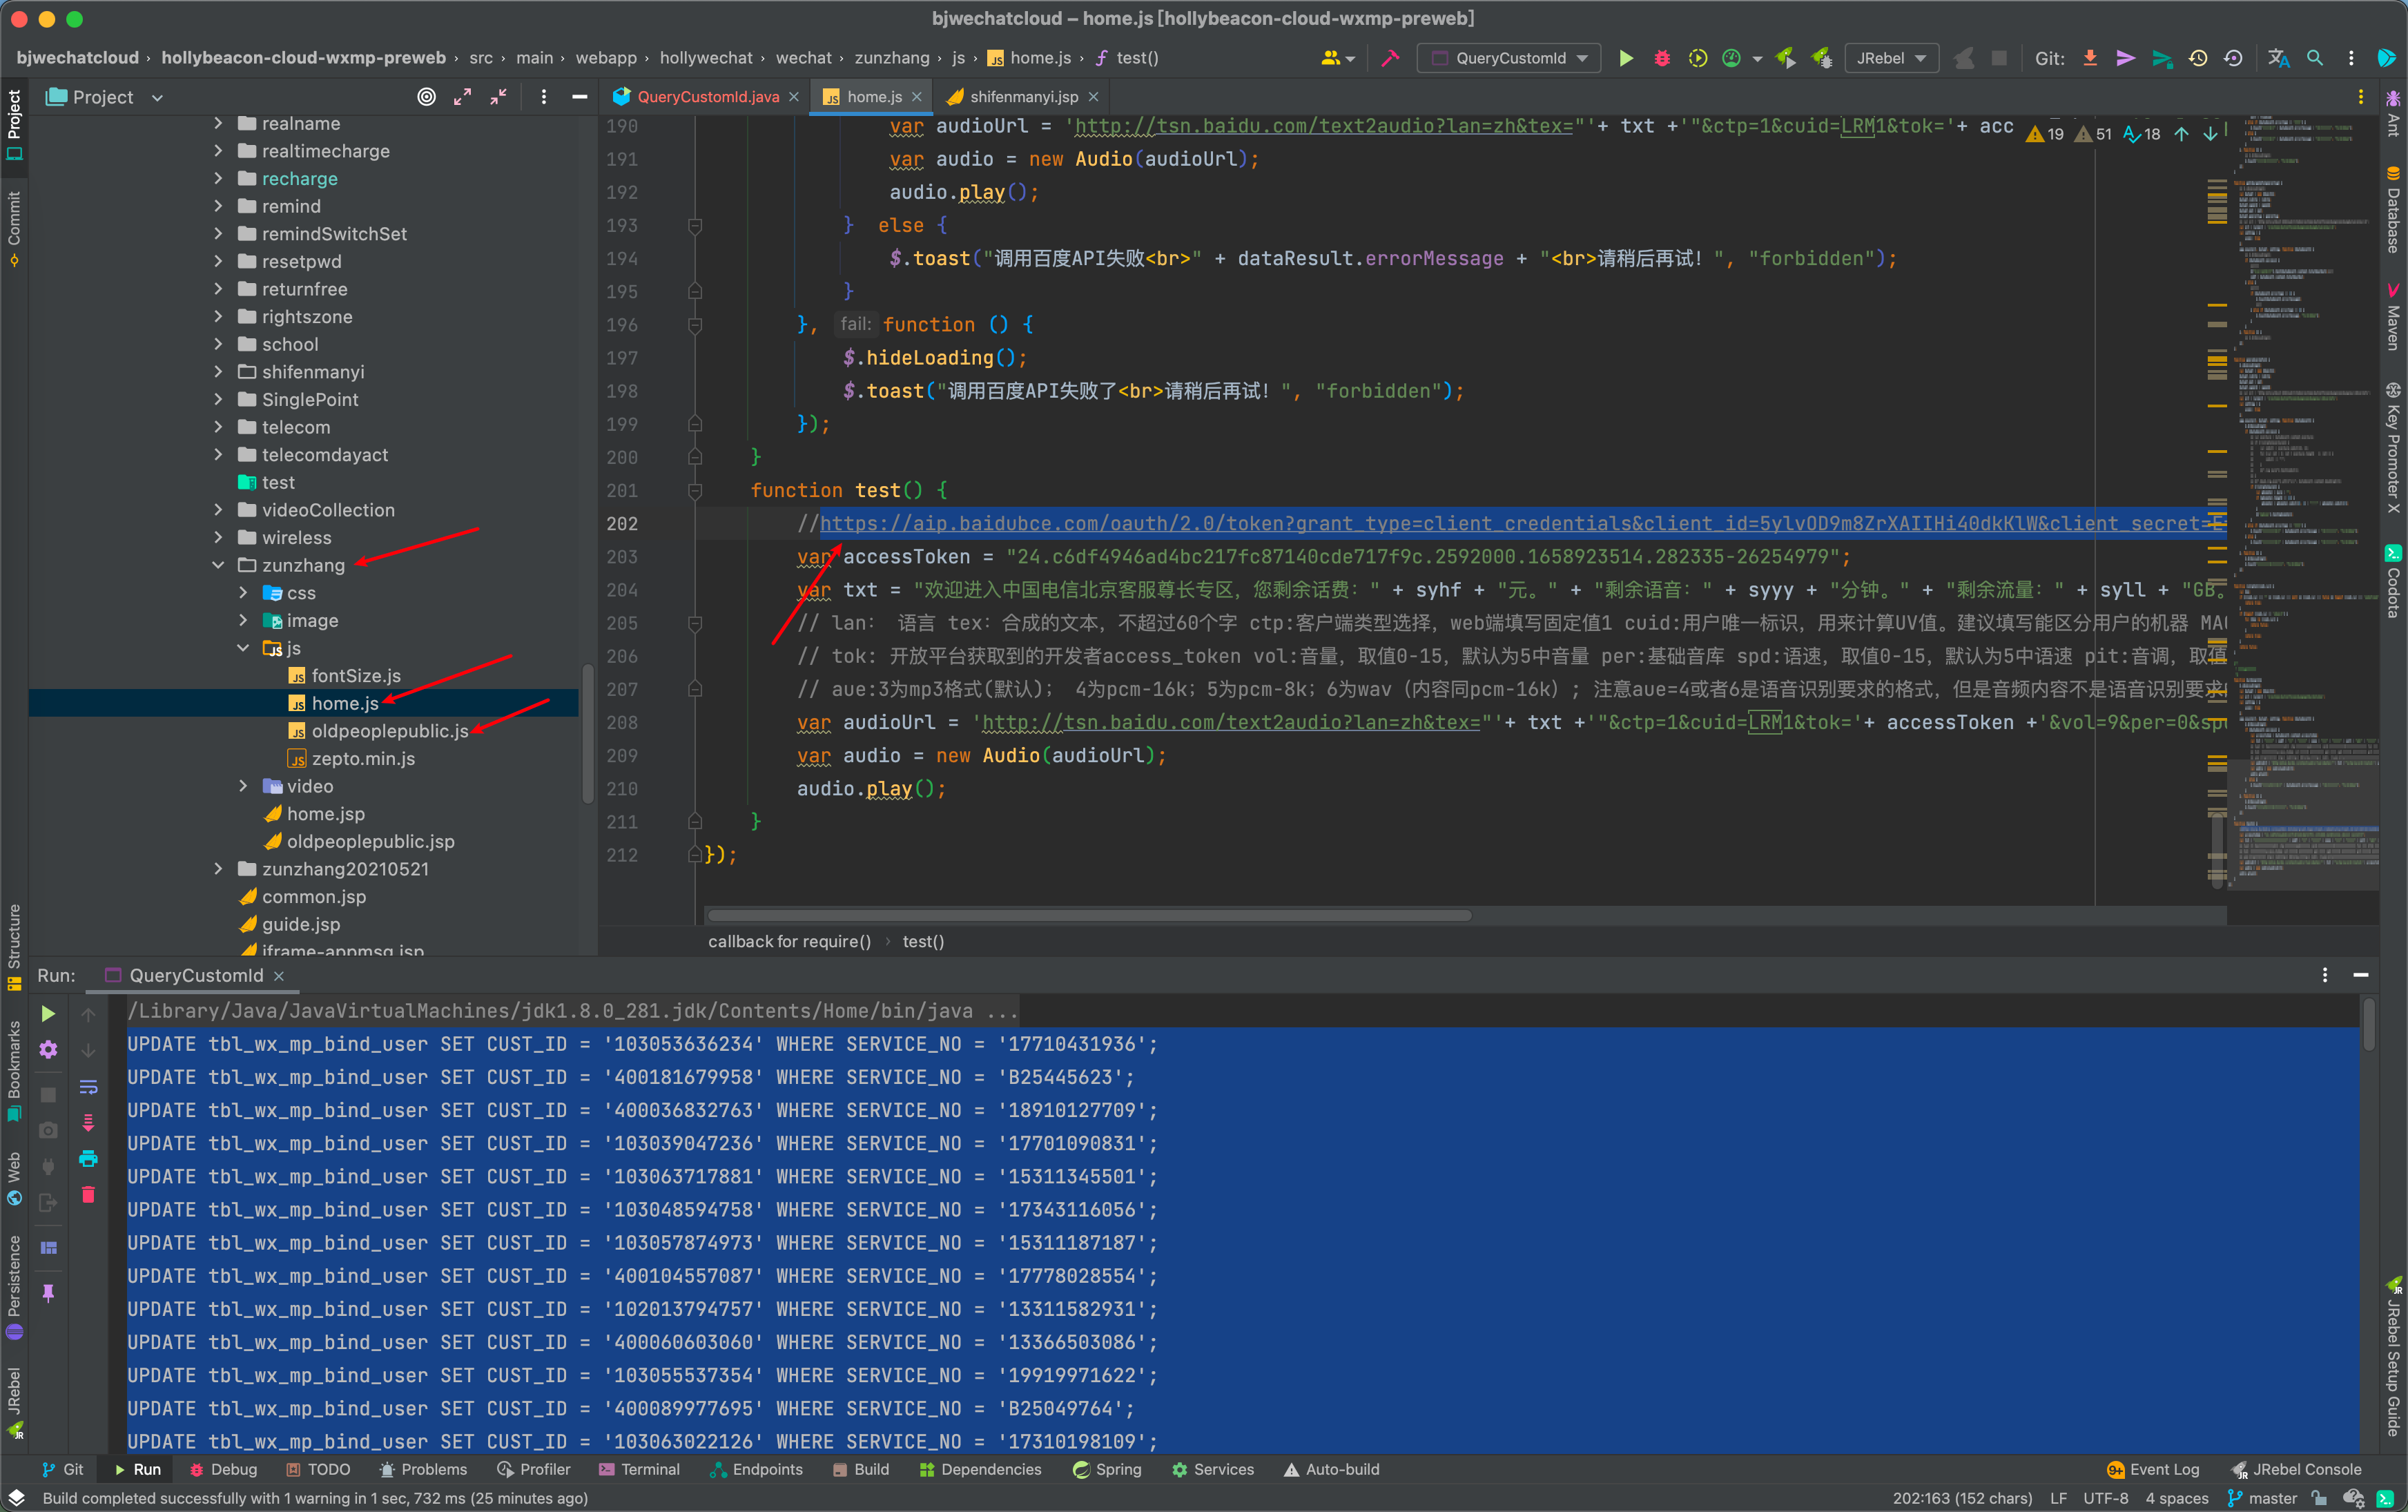 bjwechatcloud – home.js [hollybeacon-cloud-wxmp-preweb]
bjwechatcloud › hollybeacon-cloud-wxmp-preweb › src › main › webapp › hollywechat › wechat › zunzhang › js › home.js › test()
QueryCustomId
JRebel
Git:
Project
QueryCustomId.java
home.js
shifenmanyi.jsp
realname
realtimecharge
recharge
remind
remindSwitchSet
resetpwd
returnfree
rightszone
school
shifenmanyi
SinglePoint
telecom
telecomdayact
test
videoCollection
wireless
zunzhang
css
image
js
fontSize.js
home.js
oldpeoplepublic.js
zepto.min.js
video
home.jsp
oldpeoplepublic.jsp
zunzhang20210521
common.jsp
guide.jsp
iframe-appmsg.jsp
19 51 18
190 var audioUrl = 'http://tsn.baidu.com/text2audio?lan=zh&tex="'+ txt +'"&ctp=1&cuid=LRM1&tok='+ acc
191 var audio = new Audio(audioUrl);
192 audio.play();
193 } else {
194 $.toast("调用百度API失败<br>" + dataResult.errorMessage + "<br>请稍后再试！", "forbidden");
195 }
196 }, fail: function () {
197 $.hideLoading();
198 $.toast("调用百度API失败了<br>请稍后再试！", "forbidden");
199 });
200 }
201 function test() {
202 //https://aip.baidubce.com/oauth/2.0/token?grant_type=client_credentials&client_id=5ylvOD9m8ZrXAIIHi40dkKlW&client_secret=E
203 var accessToken = "24.c6df4946ad4bc217fc87140cde717f9c.2592000.1658923514.282335-26254979";
204 var txt = "欢迎进入中国电信北京客服尊长专区，您剩余话费：" + syhf + "元。" + "剩余语音：" + syyy + "分钟。" + "剩余流量：" + syll + "GB。
205 // lan： 语言 tex：合成的文本，不超过60个字 ctp:客户端类型选择，web端填写固定值1 cuid:用户唯一标识，用来计算UV值。建议填写能区分用户的机器 MA
206 // tok: 开放平台获取到的开发者access_token vol:音量，取值0-15，默认为5中音量 per:基础音库 spd:语速，取值0-15，默认为5中语速 pit:音调，取值
207 // aue:3为mp3格式(默认)； 4为pcm-16k；5为pcm-8k；6为wav（内容同pcm-16k）; 注意aue=4或者6是语音识别要求的格式，但是音频内容不是语音识别要求
208 var audioUrl = 'http://tsn.baidu.com/text2audio?lan=zh&tex="'+ txt +'"&ctp=1&cuid=LRM1&tok='+ accessToken +'&vol=9&per=0&sp
209 var audio = new Audio(audioUrl);
210 audio.play();
211 }
212 });
callback for require() › test()
Run: QueryCustomId
/Library/Java/JavaVirtualMachines/jdk1.8.0_281.jdk/Contents/Home/bin/java ...
UPDATE tbl_wx_mp_bind_user SET CUST_ID = '103053636234' WHERE SERVICE_NO = '17710431936';
UPDATE tbl_wx_mp_bind_user SET CUST_ID = '400181679958' WHERE SERVICE_NO = 'B25445623';
UPDATE tbl_wx_mp_bind_user SET CUST_ID = '400036832763' WHERE SERVICE_NO = '18910127709';
UPDATE tbl_wx_mp_bind_user SET CUST_ID = '103039047236' WHERE SERVICE_NO = '17701090831';
UPDATE tbl_wx_mp_bind_user SET CUST_ID = '103063717881' WHERE SERVICE_NO = '15311345501';
UPDATE tbl_wx_mp_bind_user SET CUST_ID = '103048594758' WHERE SERVICE_NO = '17343116056';
UPDATE tbl_wx_mp_bind_user SET CUST_ID = '103057874973' WHERE SERVICE_NO = '15311187187';
UPDATE tbl_wx_mp_bind_user SET CUST_ID = '400104557087' WHERE SERVICE_NO = '17778028554';
UPDATE tbl_wx_mp_bind_user SET CUST_ID = '102013794757' WHERE SERVICE_NO = '13311582931';
UPDATE tbl_wx_mp_bind_user SET CUST_ID = '400060603060' WHERE SERVICE_NO = '13366503086';
UPDATE tbl_wx_mp_bind_user SET CUST_ID = '103055537354' WHERE SERVICE_NO = '19919971622';
UPDATE tbl_wx_mp_bind_user SET CUST_ID = '400089977695' WHERE SERVICE_NO = 'B25049764';
UPDATE tbl_wx_mp_bind_user SET CUST_ID = '103063022126' WHERE SERVICE_NO = '17310198109';
Project
Commit
Structure
Bookmarks
Web
Persistence
JRebel
Ant
Database
Maven
Key Promoter X
Codota
JRebel Setup Guide
Git Run Debug TODO Problems Profiler Terminal Endpoints Build Dependencies Spring Services Auto-build 9+ Event Log JRebel Console
Build completed successfully with 1 warning in 1 sec, 732 ms (25 minutes ago) 202:163 (152 chars) LF UTF-8 4 spaces master